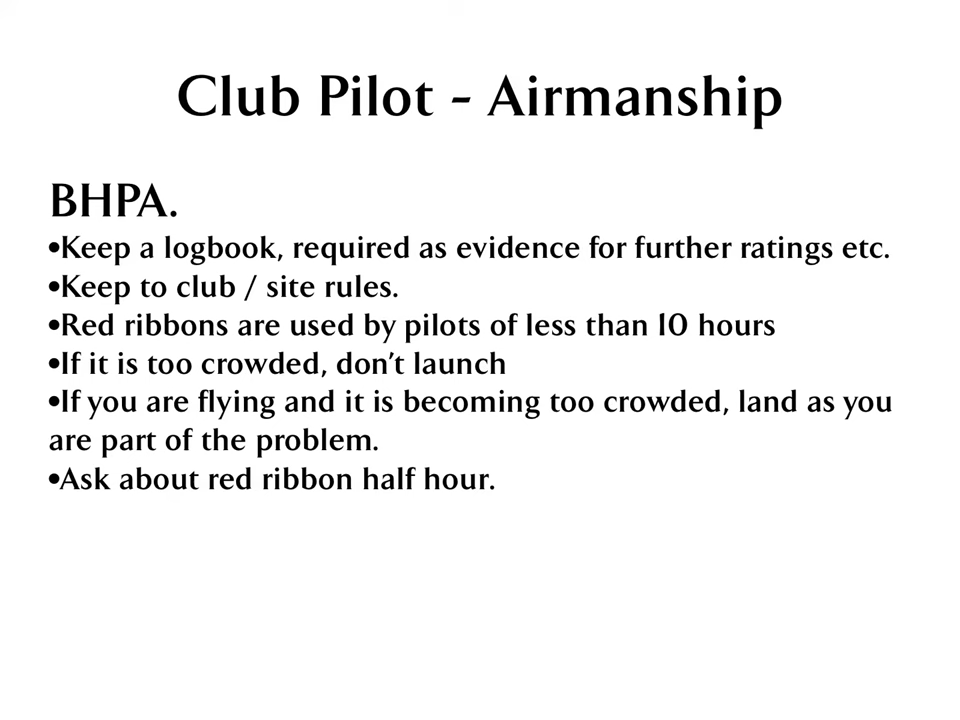 Club Pilot - Airmanship
BHPA.
•Keep a logbook, required as evidence for further ratings etc.
•Keep to club / site rules.
•Red ribbons are used by pilots of less than 10 hours
•If it is too crowded, don’t launch
•If you are flying and it is becoming too crowded, land as you
are part of the problem.
•Ask about red ribbon half hour.